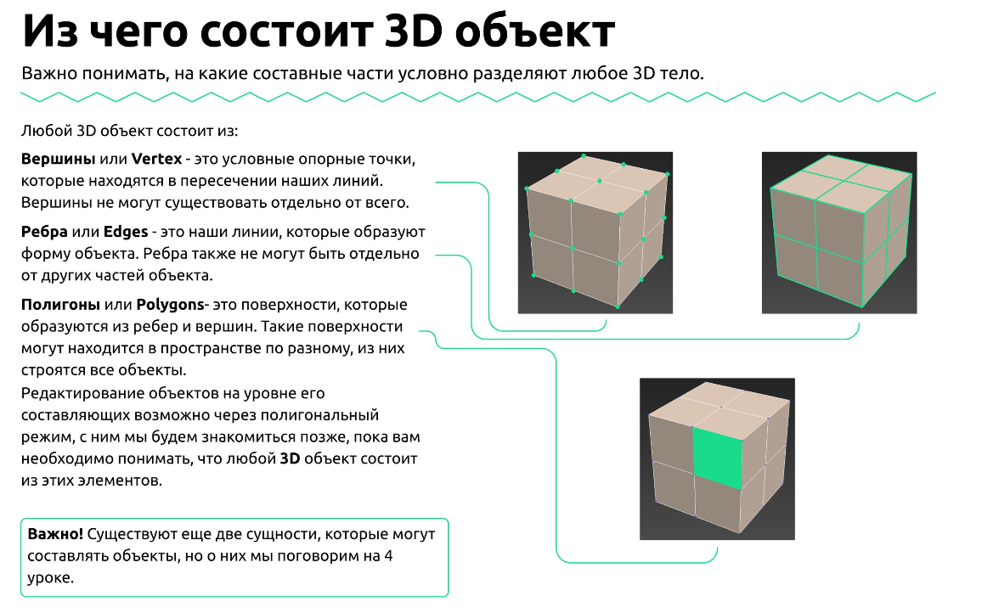 Из чего состоит 3D объект
Важно понимать, на какие составные части условно разделяют любое 3D тело.
Любой 3D объект состоит из:
Вершины или Vertex - это условные опорные точки,
которые находятся в пересечении наших линий.
Вершины не могут существовать отдельно от всего.
Ребра или Edges - это наши линии, которые образуют
форму объекта. Ребра также не могут быть отдельно
от других частей объекта.
Полигоны или Polygons- это поверхности, которые
образуются из ребер и вершин. Такие поверхности
могут находится в пространстве по разному, из них
строятся все объекты.
Редактирование объектов на уровне его
составляющих возможно через полигональный
режим, с ним мы будем знакомиться позже, пока вам
необходимо понимать, что любой 3D объект состоит
из этих элементов.
Важно! Существуют еще две сущности, которые могут
составлять объекты, но о них мы поговорим на 4
уроке.